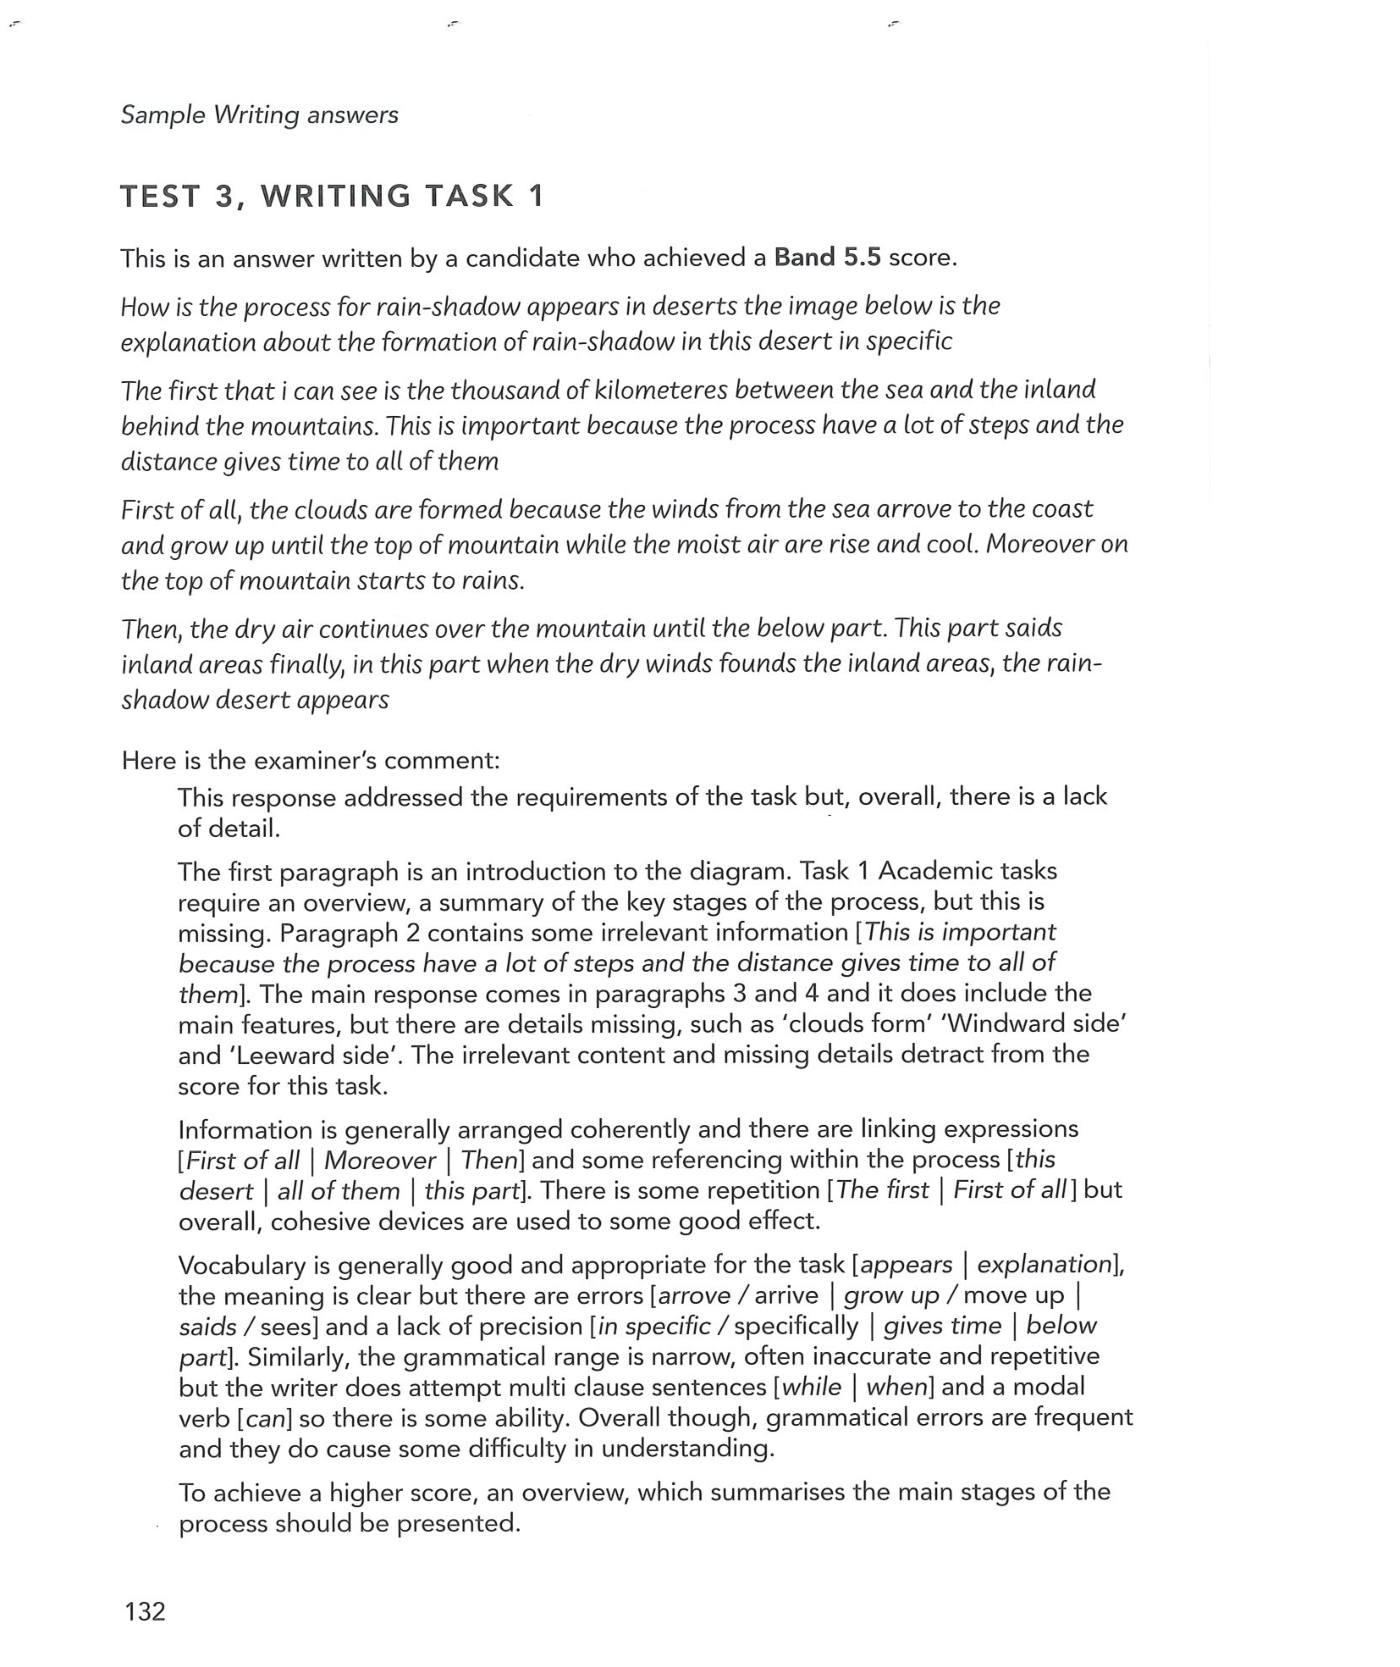 Sample Writing answers
TEST 3, WRITING TASK 1
This is an answer written by a candidate who achieved a Band 5.5 score.
How is the process for rain-shadow appears in deserts the image below is the
explanation about the formation of rain-shadow in this desert in specific
The first that i can see is the thousand of kilometeres between the sea and the inland
behind the mountains. This is important because the process have a lot of steps and the
distance gives time to all of them
First of all, the clouds are formed because the winds from the sea arrove to the coast
and grow up until the top of mountain while the moist air are rise and cool. Moreover on
the top of mountain starts to rains.
Then, the dry air continues over the mountain until the below part. This part saids
inland areas finally, in this part when the dry winds founds the inland areas, the rain-
shadow desert appears
Here is the examiner's comment:
This response addressed the requirements of the task but, overall, there is a lack
of detail.
The first paragraph is an introduction to the diagram. Task 1 Academic tasks
require an overview, a summary of the key stages of the process, but this is
missing. Paragraph 2 contains some irrelevant information [This is important
because the process have a lot of steps and the distance gives time to all of
them]. The main response comes in paragraphs 3 and 4 and it does include the
main features, but there are details missing, such as 'clouds form' 'Windward side'
and 'Leeward side'. The irrelevant content and missing details detract from the
score for this task.
Information is generally arranged coherently and there are linking expressions
[First of all | Moreover | Then] and some referencing within the process [this
desert | all of them | this part]. There is some repetition [The first | First of all] but
overall, cohesive devices are used to some good effect.
Vocabulary is generally good and appropriate for the task [appears | explanation],
the meaning is clear but there are errors [arrove / arrive | grow up / move up |
saids / sees] and a lack of precision [in specific / specifically | gives time | below
part]. Similarly, the grammatical range is narrow, often inaccurate and repetitive
but the writer does attempt multi clause sentences [while | when] and a modal
verb [can] so there is some ability. Overall though, grammatical errors are frequent
and they do cause some difficulty in understanding.
To achieve a higher score, an overview, which summarises the main stages of the
process should be presented.
132